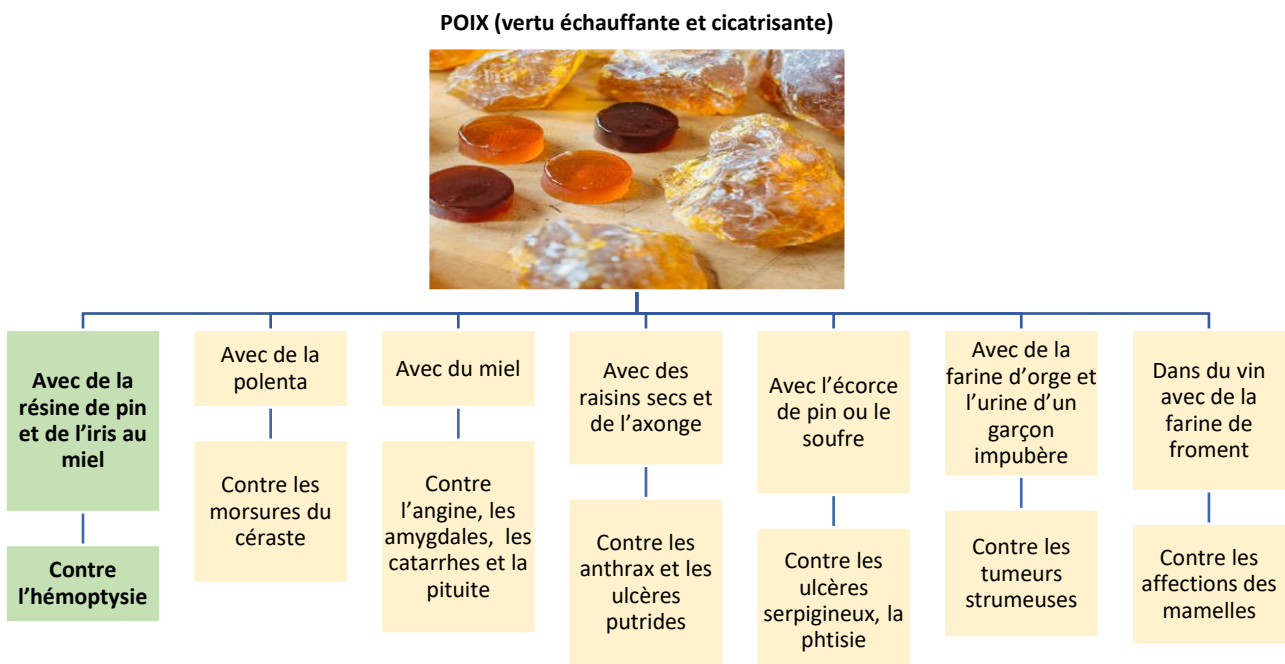 POIX (vertu échauffante et cicatrisante)
Avec de la
résine de pin
et de l'iris au
miel
Contre
l'hémoptysie
Avec de la
polenta
Contre les
morsures du
céraste
Avec du miel
Contre
l'angine, les
amygdales, les
catarrhes et la
pituite
Avec des
raisins secs et
de l'axonge
Contre les
anthrax et les
ulcères
putrides
Avec l'écorce
de pin ou le
soufre
Contre les
ulcères
serpigineux, la
phtisie
Avec de la
farine d'orge et
l'urine d'un
garçon
impubère
Contre les
tumeurs
strumeuses
Dans du vin
avec de la
farine de
froment
Contre les
affections des
mamelles